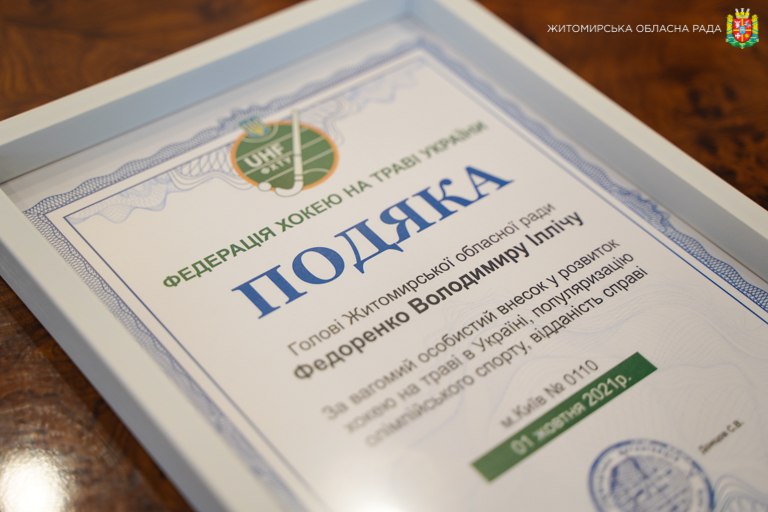 ЖИТОМИРСЬКА ОБЛАСНА РАДА
UHF
ФХТУ
ФЕДЕРАЦІЯ ХОКЕЮ НА ТРАВІ УКРАЇНИ
ПОДЯКА
Голові Житомирської обласної ради
Федоренко Володимиру Іллічу
За вагомий особистий внесок у розвиток
хокею на траві в Україні, популяризацію
олімпійського спорту, відданість справі
м.Київ № 0110
01 жовтня 2021р.